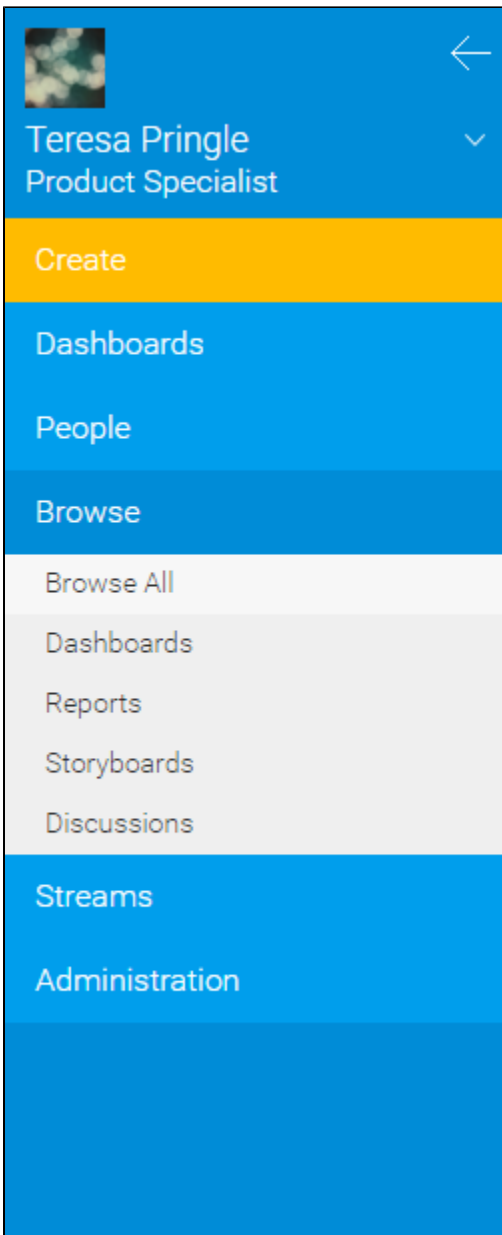 Teresa Pringle
Product Specialist
Create
Dashboards
People
Browse
Browse All
Dashboards
Reports
Storyboards
Discussions
Streams
Administration